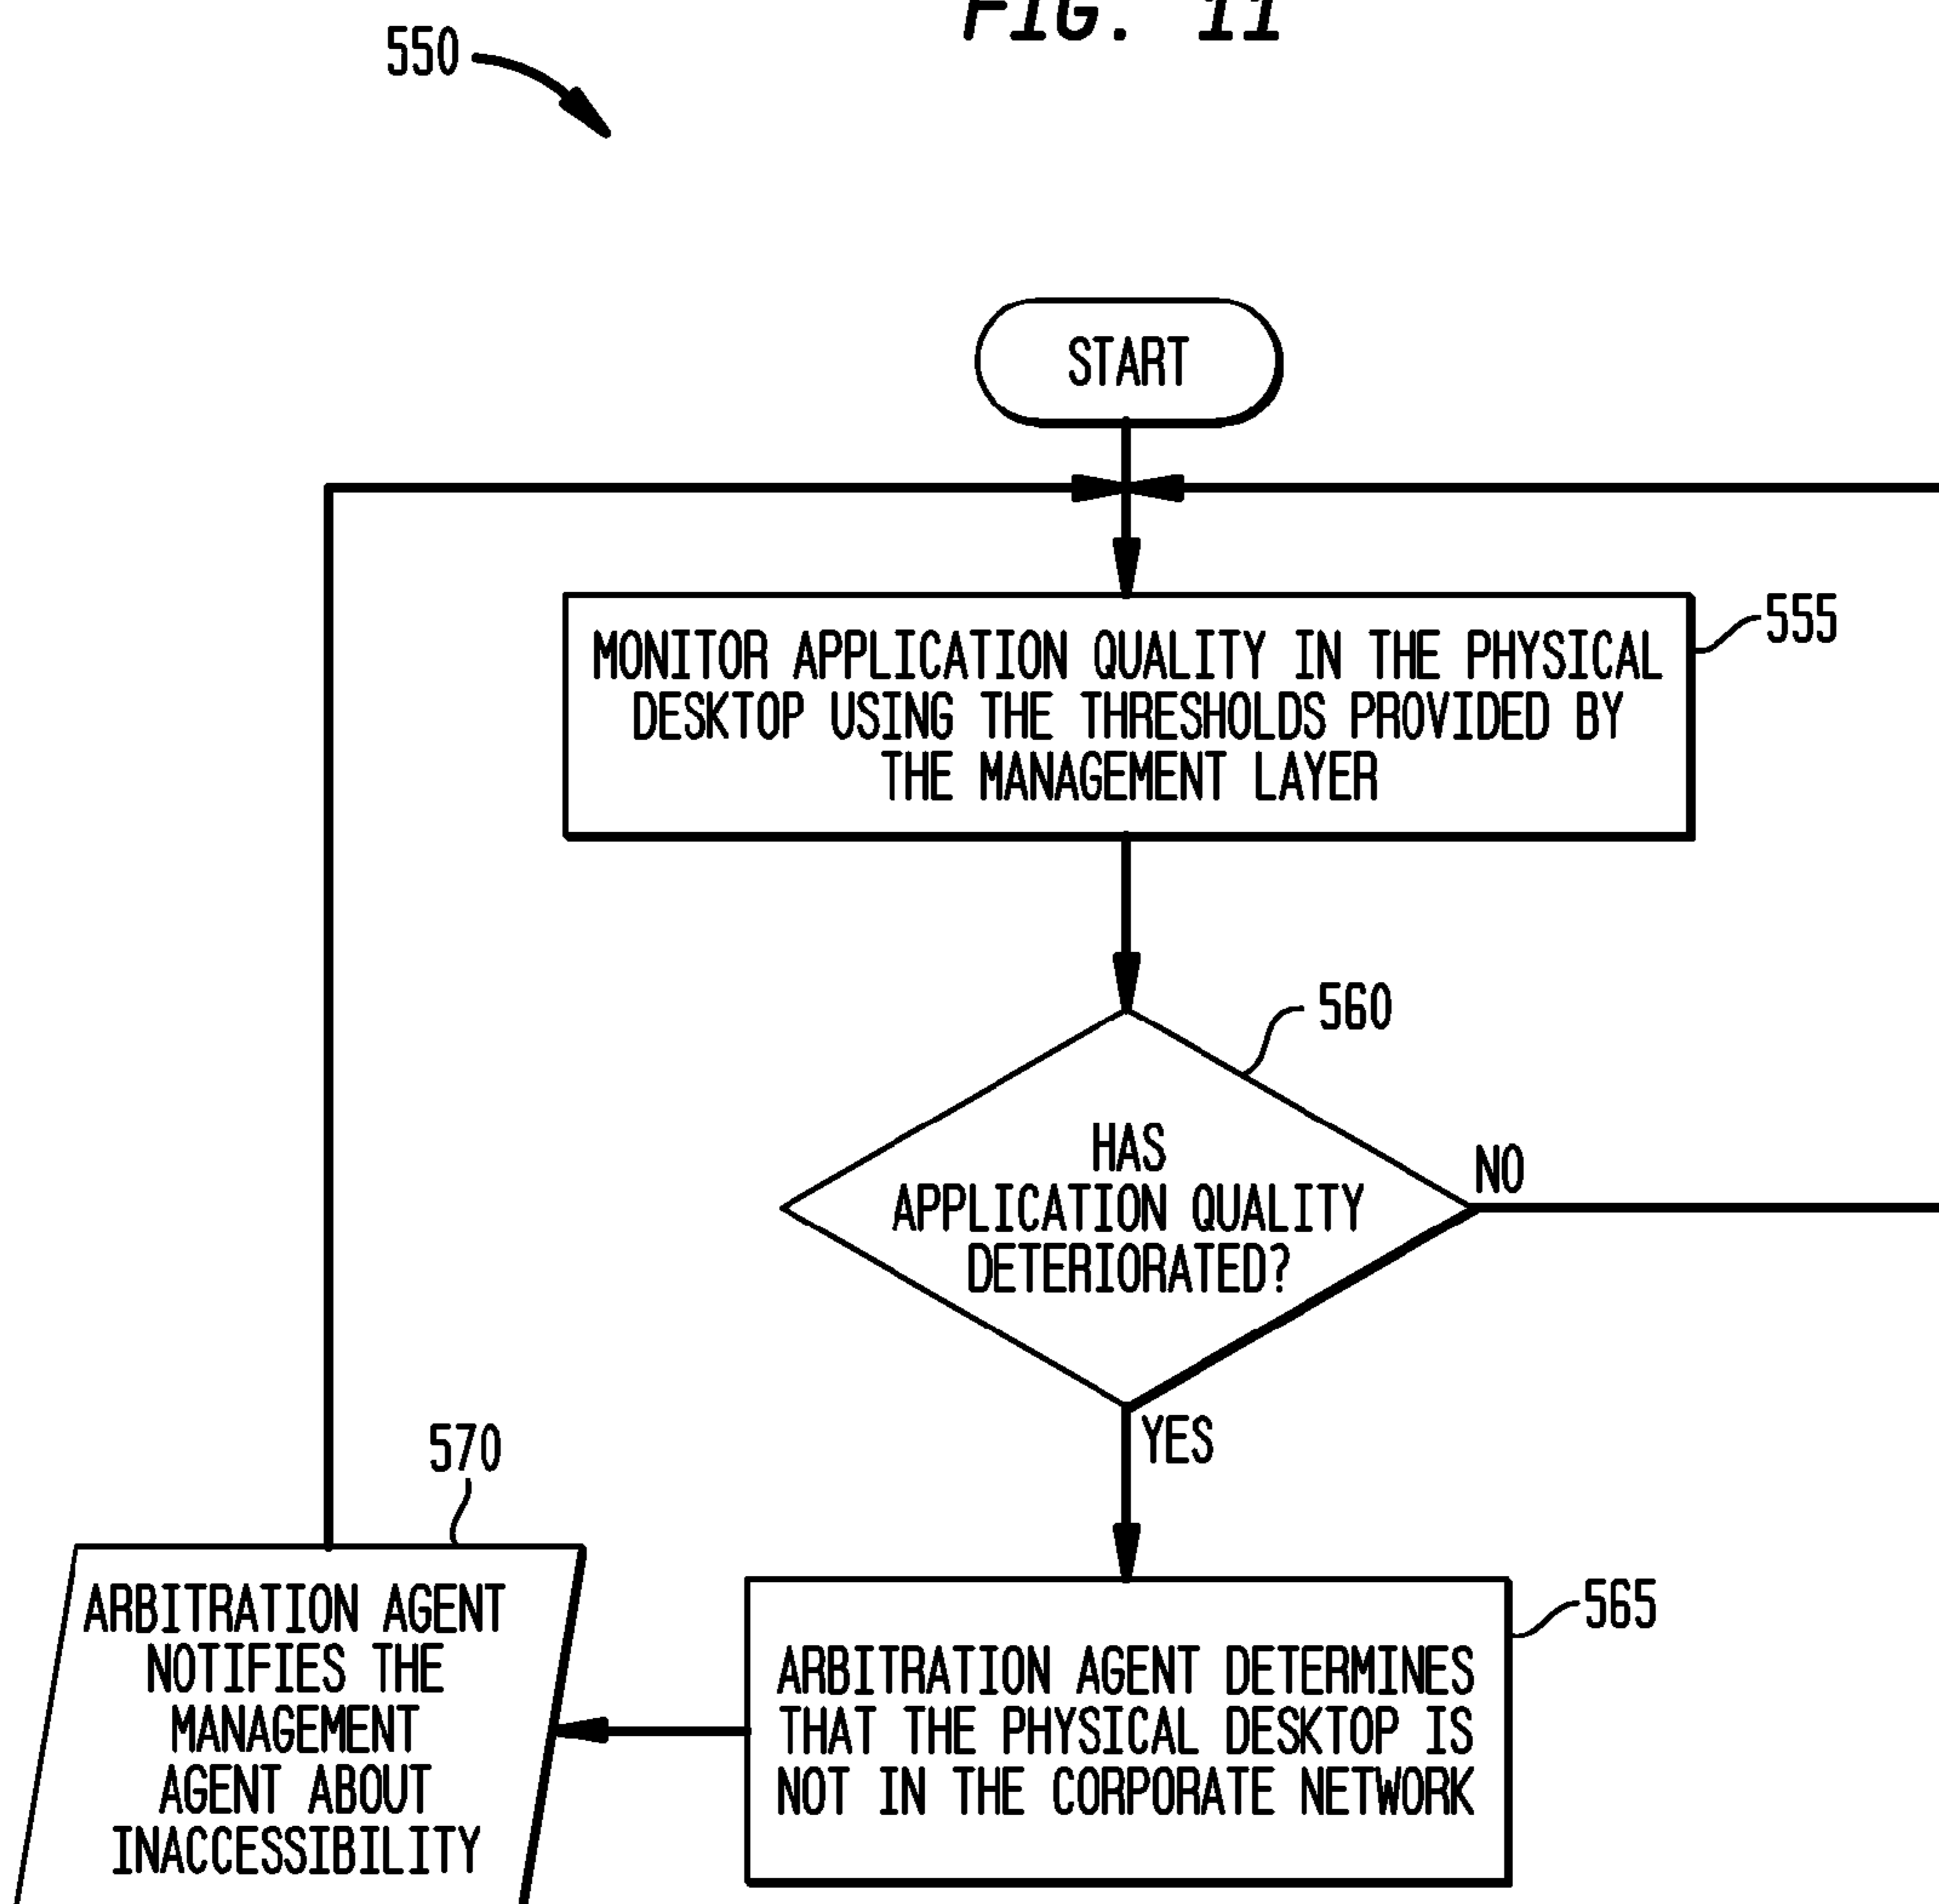 FIG. 11
550
START
555
MONITOR APPLICATION QUALITY IN THE PHYSICAL
DESKTOP USING THE THRESHOLDS PROVIDED BY
THE MANAGEMENT LAYER
560
HAS
APPLICATION QUALITY
DETERIORATED?
NO
YES
570
ARBITRATION AGENT
NOTIFIES THE
MANAGEMENT
AGENT ABOUT
INACCESSIBILITY
565
ARBITRATION AGENT DETERMINES
THAT THE PHYSICAL DESKTOP IS
NOT IN THE CORPORATE NETWORK